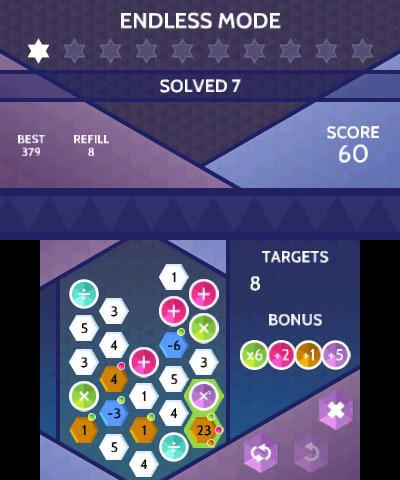 ENDLESS MODE
SOLVED 7
BEST
379
REFILL
8
SCORE
60
TARGETS
8
BONUS
x6 +2 +1 +5
1
÷ +
3 +
5 ×
4 -6
3 + 3
4 5
× 1 x²
-3 4
1 1 23
5 ÷
4